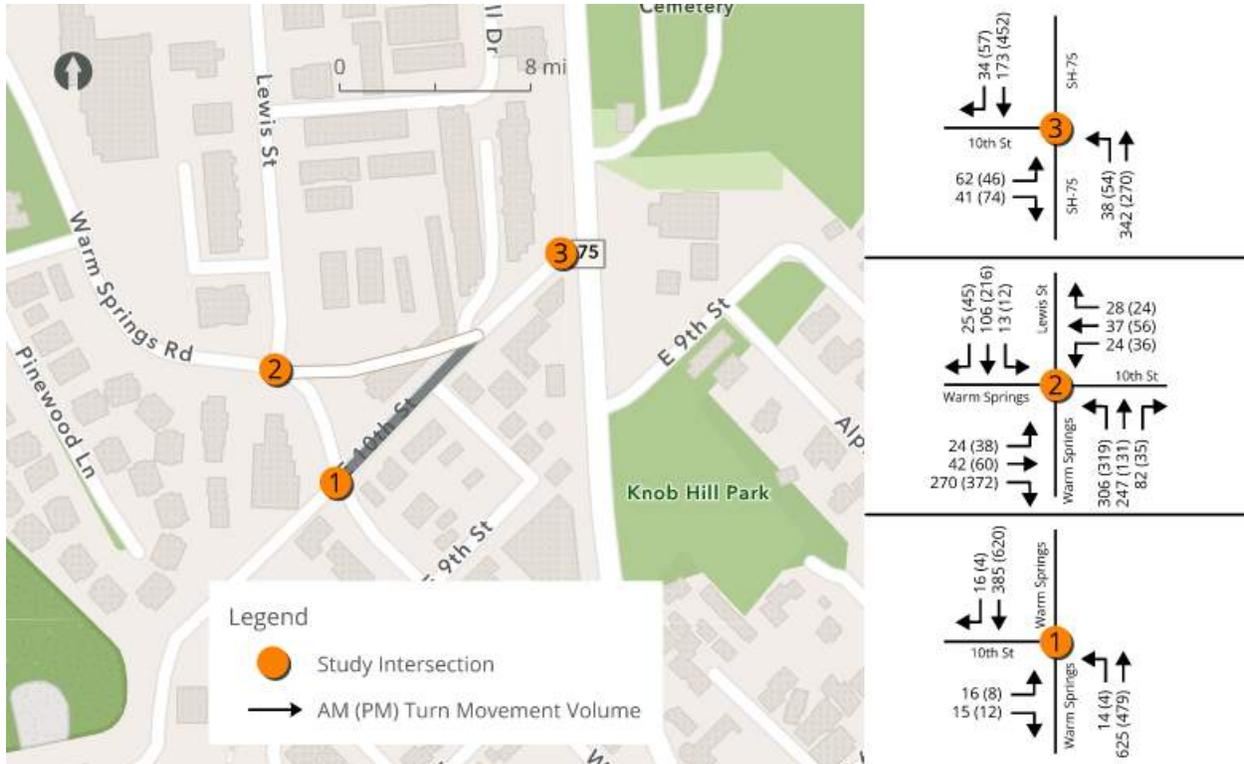 Cemetery
ll Dr
0
8 mi
Lewis St
Warm Springs Rd
3
75
2
Pinewood Ln
E 9th St
10th St
1
Alp
Knob Hill Park
E 9th St
W
Legend
Study Intersection
AM (PM) Turn Movement Volume
34 (57)
173 (452)
SH-75
3
10th St
62 (46)
41 (74)
SH-75
38 (54)
342 (270)
25 (45)
106 (216)
13 (12)
Lewis St
28 (24)
37 (56)
24 (36)
2
10th St
Warm Springs
24 (38)
42 (60)
270 (372)
Warm Springs
306 (319)
247 (131)
82 (35)
16 (4)
385 (620)
Warm Springs
1
10th St
16 (8)
15 (12)
Warm Springs
14 (4)
625 (479)